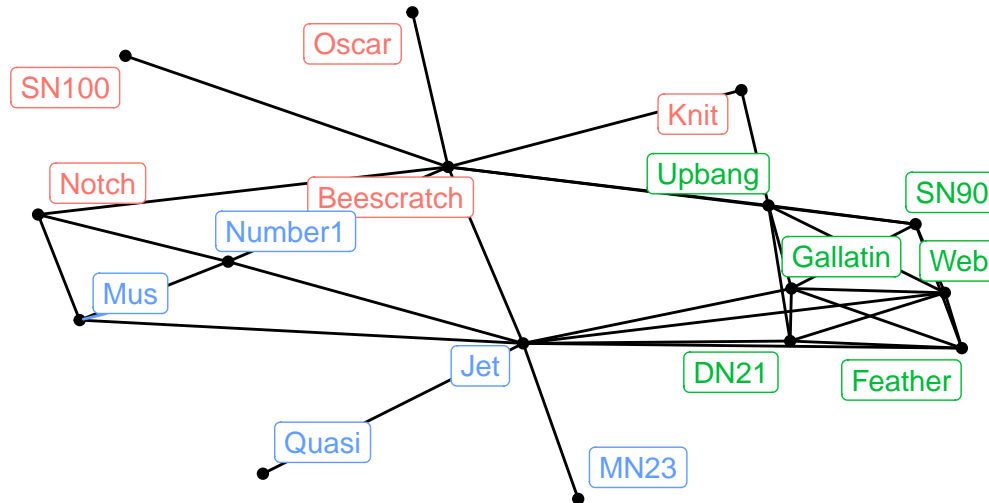 Oscar
SN100
Knit
Upbang
Notch
Beescratch
SN90
Number1
Gallatin
Web
Mus
Jet
DN21
Feather
Quasi
MN23